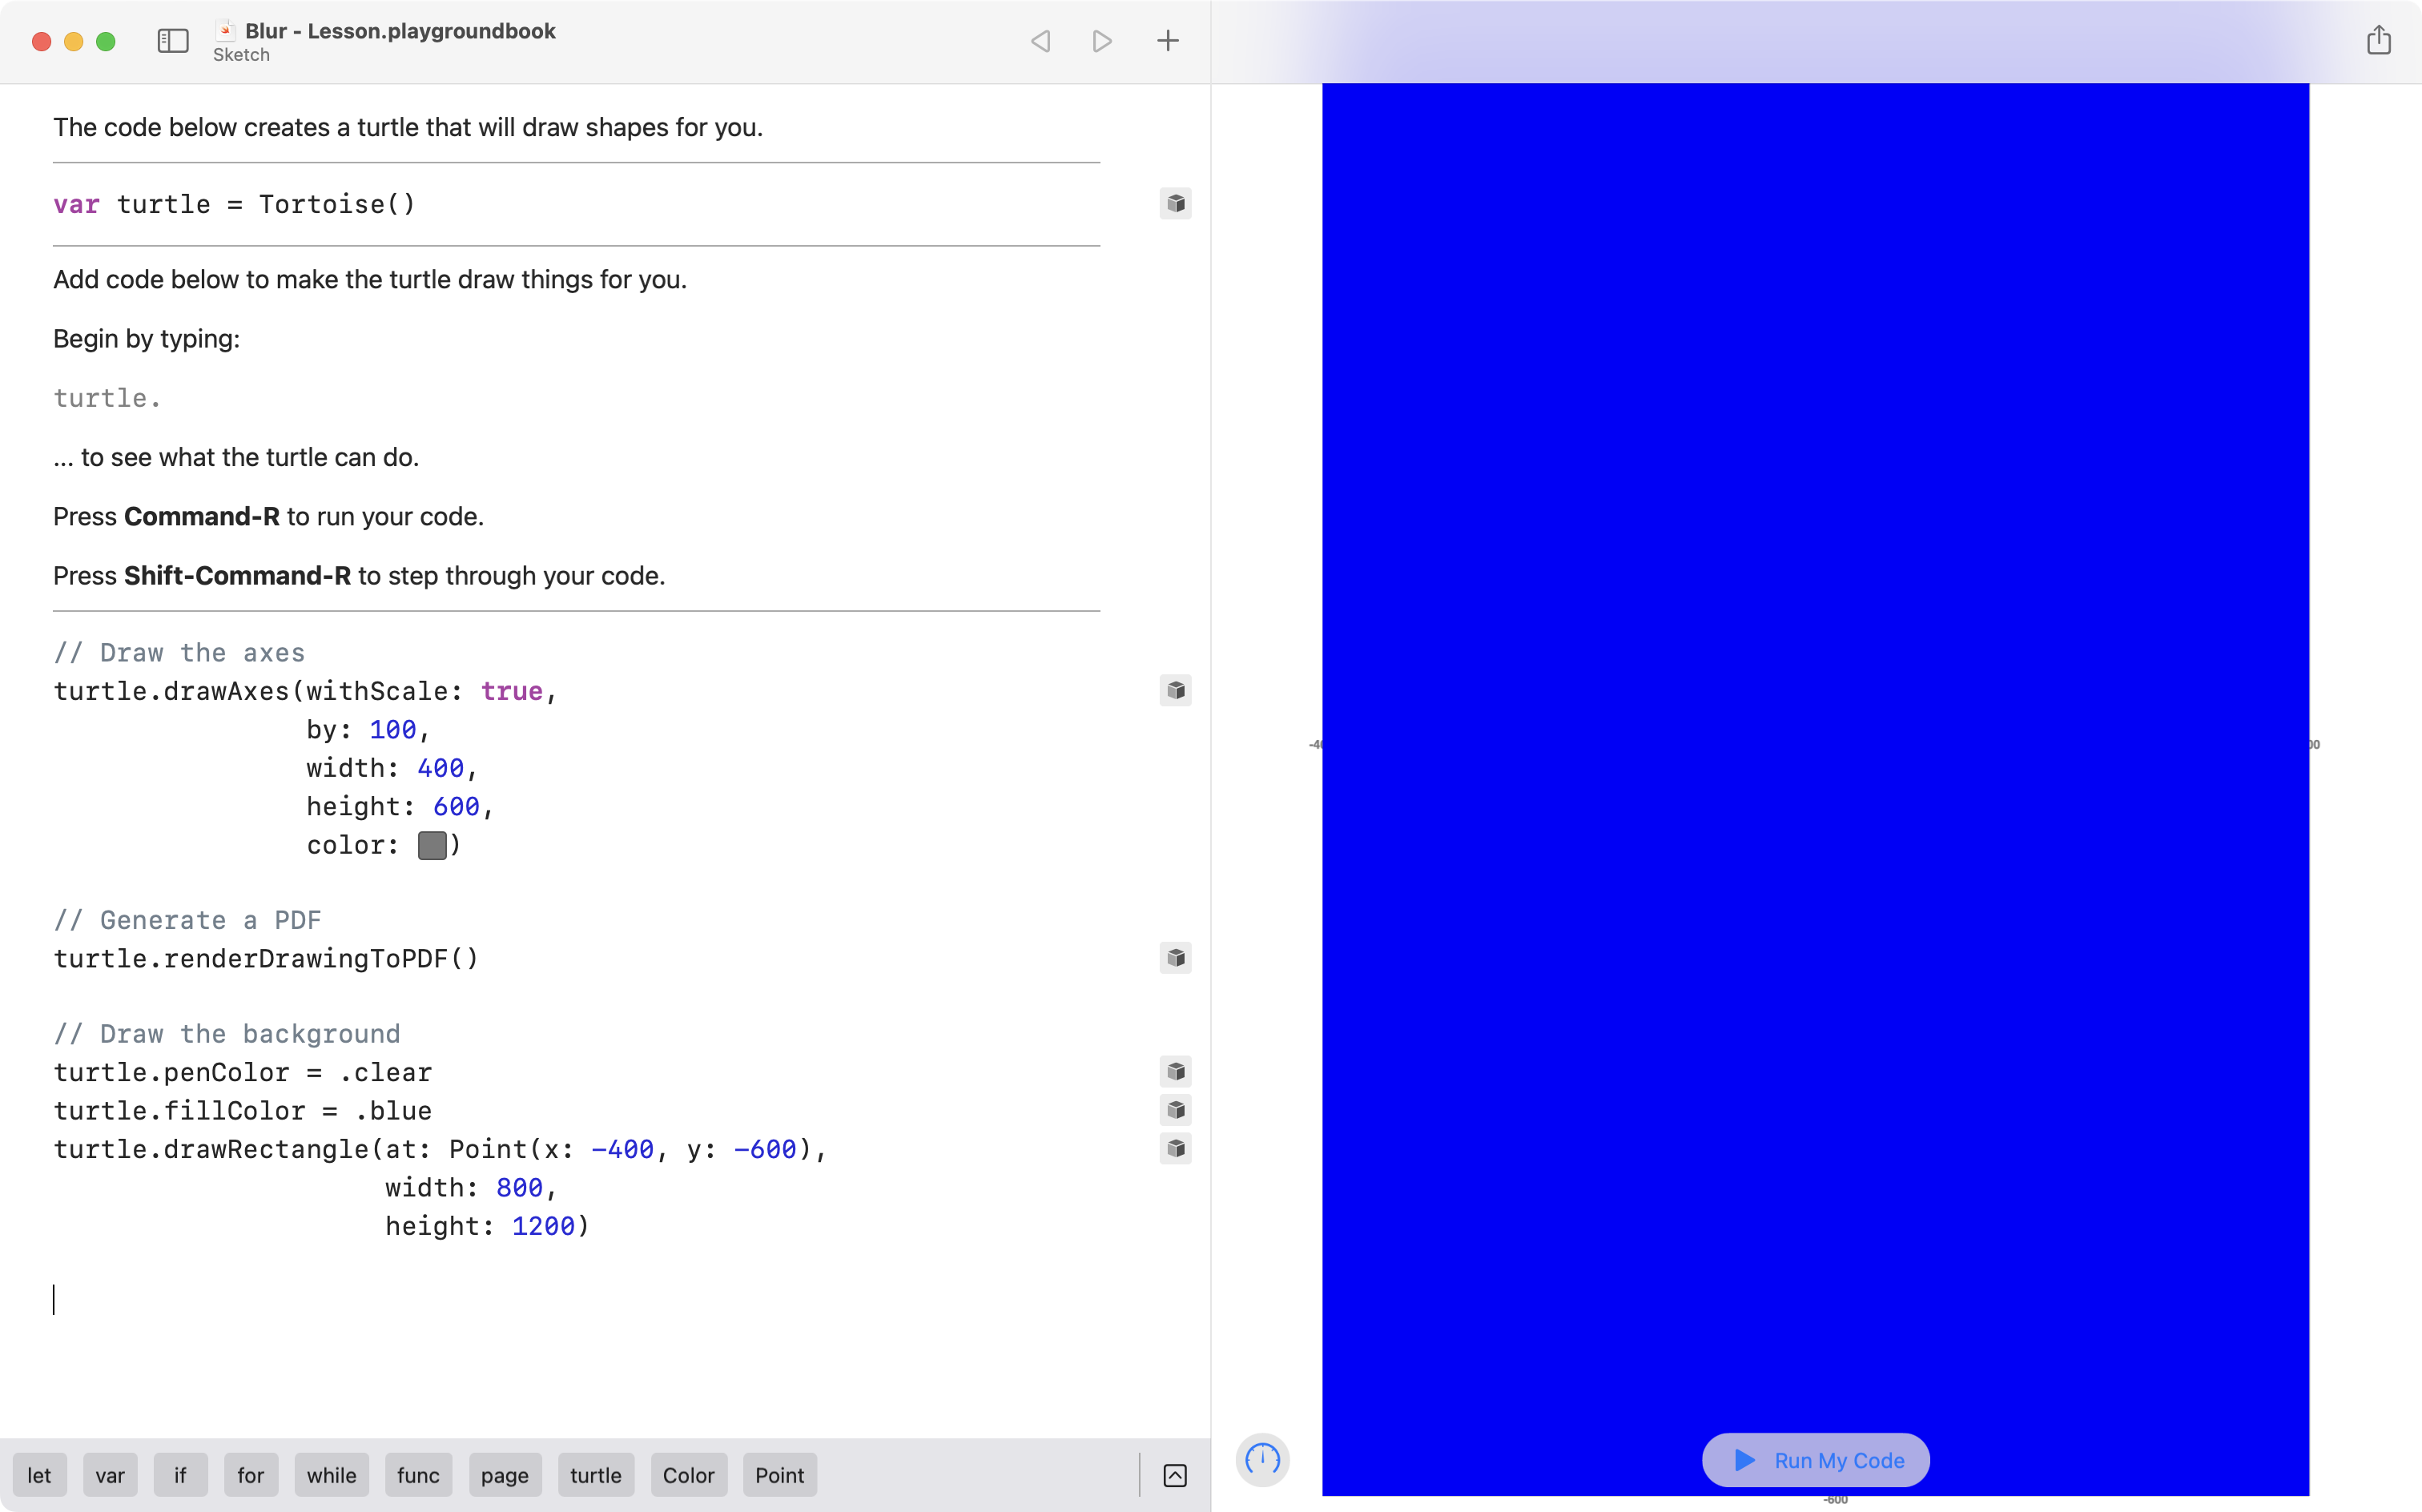 Blur - Lesson.playgroundbook
Sketch
The code below creates a turtle that will draw shapes for you.
var turtle = Tortoise()
Add code below to make the turtle draw things for you.
Begin by typing:
turtle.
... to see what the turtle can do.
Press Command-R to run your code.
Press Shift-Command-R to step through your code.
// Draw the axes
turtle.drawAxes(withScale: true,
by: 100,
width: 400,
height: 600,
color: )
// Generate a PDF
turtle.renderDrawingToPDF()
// Draw the background
turtle.penColor = .clear
turtle.fillColor = .blue
turtle.drawRectangle(at: Point(x: -400, y: -600),
width: 800,
height: 1200)
let var if for while func page turtle Color Point
Run My Code
-600